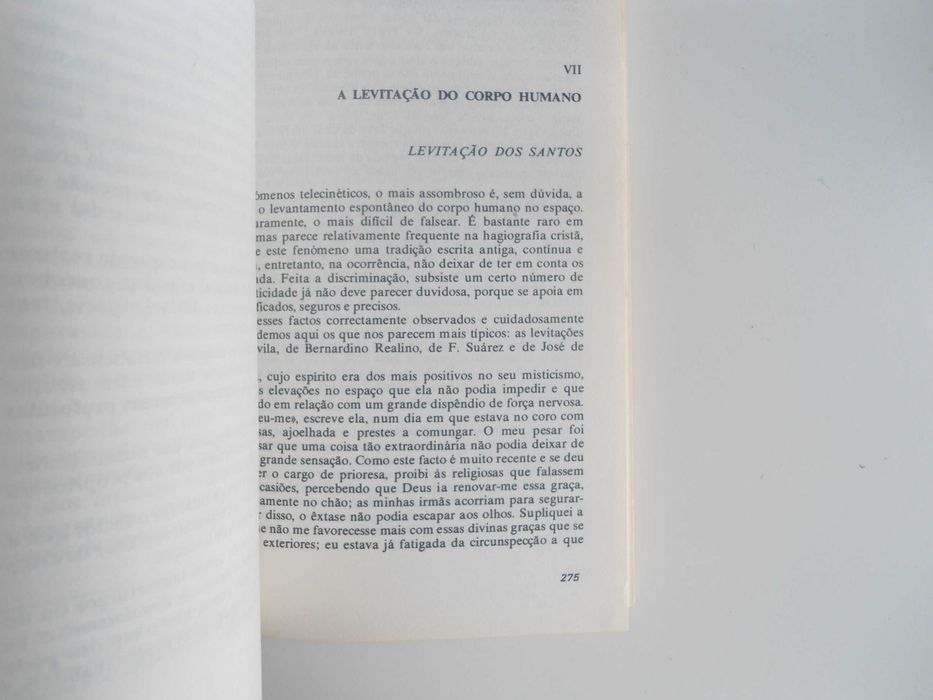 VII
A LEVITAÇÃO DO CORPO HUMANO
LEVITAÇÃO DOS SANTOS
ómenos telecinéticos, o mais assombroso é, sem dúvida, a
o levantamento espontâneo do corpo humano no espaço.
aramente, o mais difícil de falsear. É bastante raro em
mas parece relativamente frequente na hagiografia cristã,
e este fenómeno uma tradição escrita antiga, contínua e
, entretanto, na ocorrência, não deixar de ter em conta os
da. Feita a discriminação, subsiste um certo número de
ticidade já não deve parecer duvidosa, porque se apoia em
ficados, seguros e precisos.
esses factos correctamente observados e cuidadosamente
demos aqui os que nos parecem mais típicos: as levitações
vila, de Bernardino Realino, de F. Suárez e de José de
, cujo espírito era dos mais positivos no seu misticismo,
s elevações no espaço que ela não podia impedir e que
do em relação com um grande dispêndio de força nervosa.
eu-me», escreve ela, num dia em que estava no coro com
sas, ajoelhada e prestes a comungar. O meu pesar foi
sar que uma coisa tão extraordinária não podia deixar de
grande sensação. Como este facto é muito recente e se deu
er o cargo de prioresa, proibi às religiosas que falassem
casiões, percebendo que Deus ia renovar-me essa graça,
amente no chão; as minhas irmãs acorriam para segurar-
r disso, o êxtase não podia escapar aos olhos. Supliquei a
e não me favorecesse mais com essas divinas graças que se
exteriores; eu estava já fatigada da circunspecção a que
275